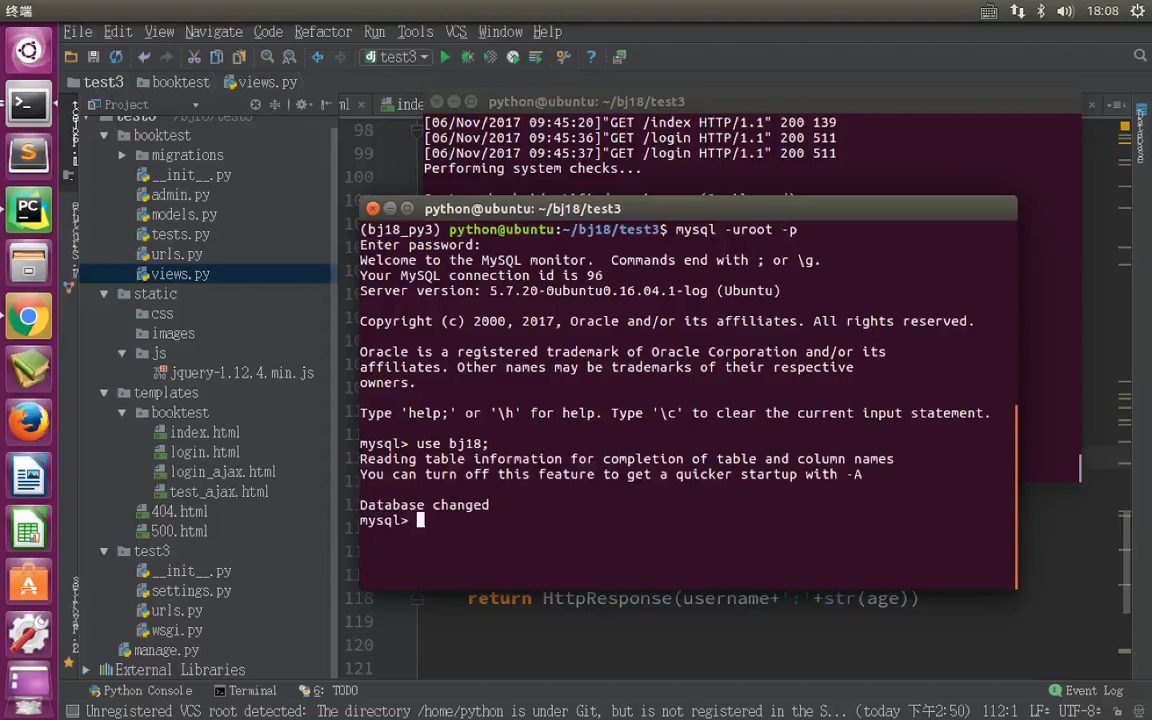 终端
18:08
File Edit View Navigate Code Refactor Run Tools VCS Window Help
dj test3
test3 booktest views.py
Project
ml
python@ubuntu: ~/bj18/test3
booktest
migrations
__init__.py
admin.py
models.py
tests.py
urls.py
views.py
static
css
images
js
jquery-1.12.4.min.js
templates
booktest
index.html
login.html
login_ajax.html
test_ajax.html
404.html
500.html
test3
__init__.py
settings.py
urls.py
wsgi.py
manage.py
External Libraries
98
99
100
[06/Nov/2017 09:45:20]"GET /index HTTP/1.1" 200 139
[06/Nov/2017 09:45:36]"GET /login HTTP/1.1" 200 511
[06/Nov/2017 09:45:37]"GET /login HTTP/1.1" 200 511
Performing system checks...
python@ubuntu: ~/bj18/test3
(bj18_py3) python@ubuntu:~/bj18/test3$ mysql -uroot -p
Enter password:
Welcome to the MySQL monitor.  Commands end with ; or \g.
Your MySQL connection id is 96
Server version: 5.7.20-0ubuntu0.16.04.1-log (Ubuntu)
Copyright (c) 2000, 2017, Oracle and/or its affiliates. All rights reserved.
Oracle is a registered trademark of Oracle Corporation and/or its
affiliates. Other names may be trademarks of their respective
owners.
Type 'help;' or '\h' for help. Type '\c' to clear the current input statement.
mysql> use bj18;
Reading table information for completion of table and column names
You can turn off this feature to get a quicker startup with -A
Database changed
mysql>
118 return HttpResponse(username+':'+str(age))
119
120
121
Python Console Terminal 6: TODO Event Log
Unregistered VCS root detected: The directory /home/python is under Git, but is not registered in the S... (today 下午2:50) 112:1 LF÷ UTF-8÷